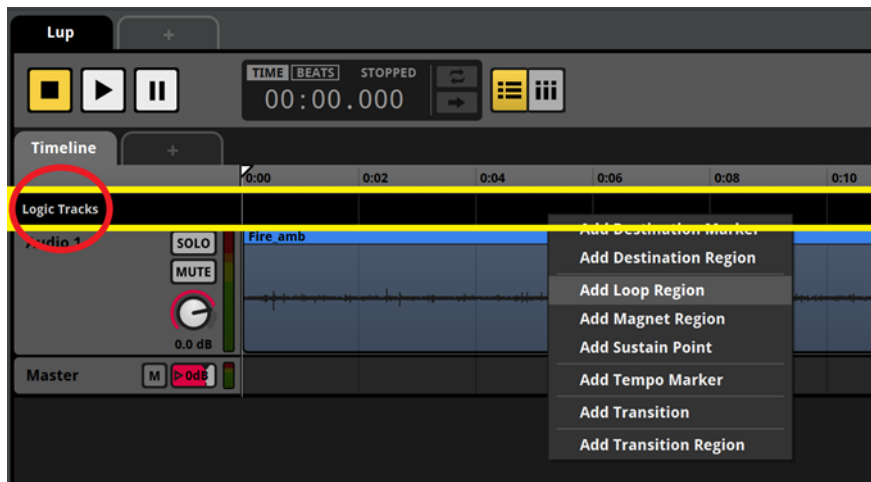 Lup +
TIME BEATS STOPPED
00:00.000
Timeline +
0:00 0:02 0:04 0:06 0:08 0:10
Logic Tracks
Add Destination Marker
Audio 1 SOLO Fire_amb
Add Destination Region
MUTE
Add Loop Region
Add Magnet Region
0.0 dB Add Sustain Point
Master M 0dB Add Tempo Marker
Add Transition
Add Transition Region